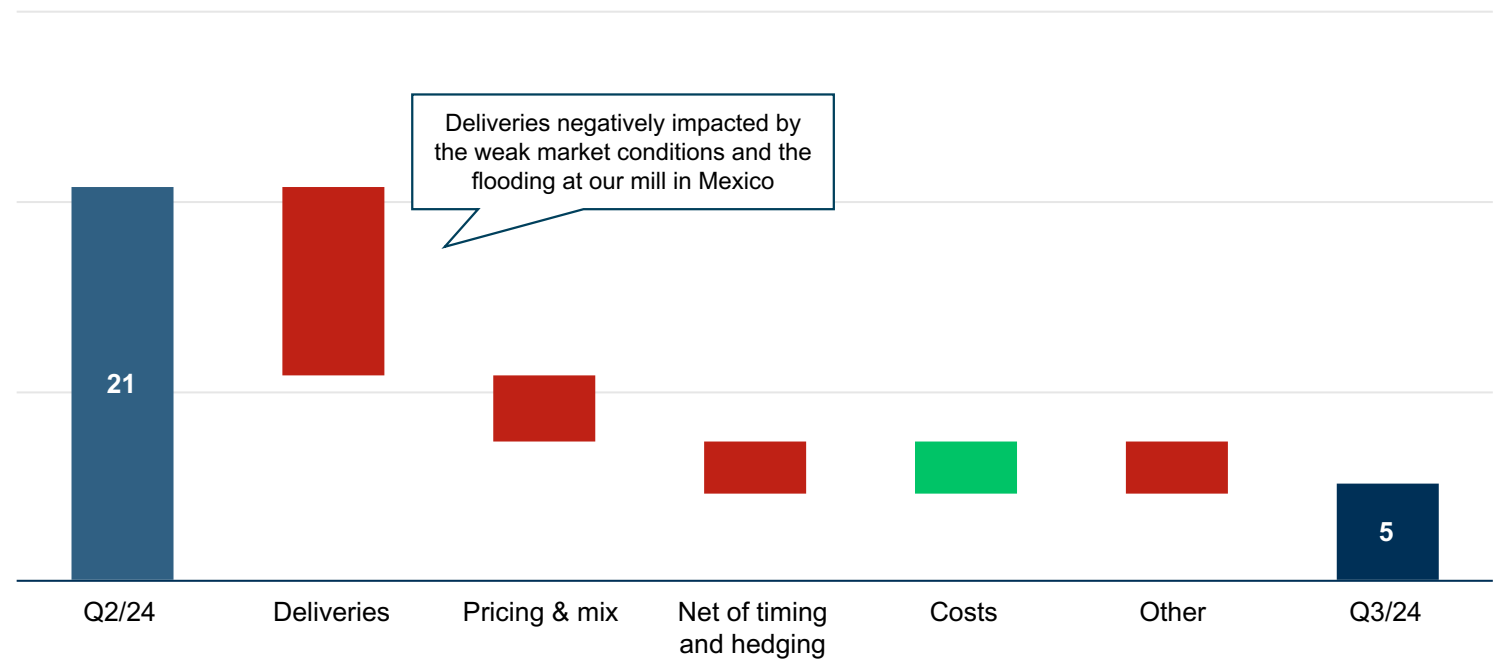 Deliveries negatively impacted by
the weak market conditions and the
flooding at our mill in Mexico
21
5
Q2/24
Deliveries
Pricing & mix
Net of timing
and hedging
Costs
Other
Q3/24